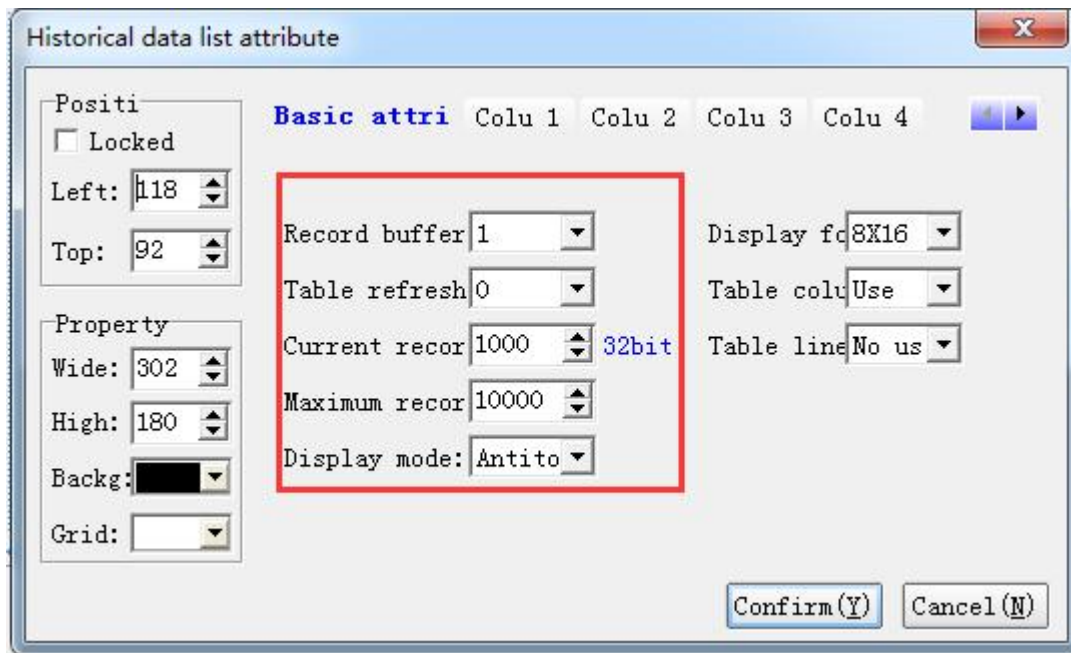 Historical data list attribute
Positi
Locked
Left: 118
Top: 92
Property
Wide: 302
High: 180
Backg:
Grid:
Basic attri Colu 1 Colu 2 Colu 3 Colu 4
Record buffer 1
Table refresh 0
Current recor 1000 32bit
Maximum recor 10000
Display mode: Antito
Display fo 8X16
Table colu Use
Table line No us
Confirm(Y) Cancel(N)